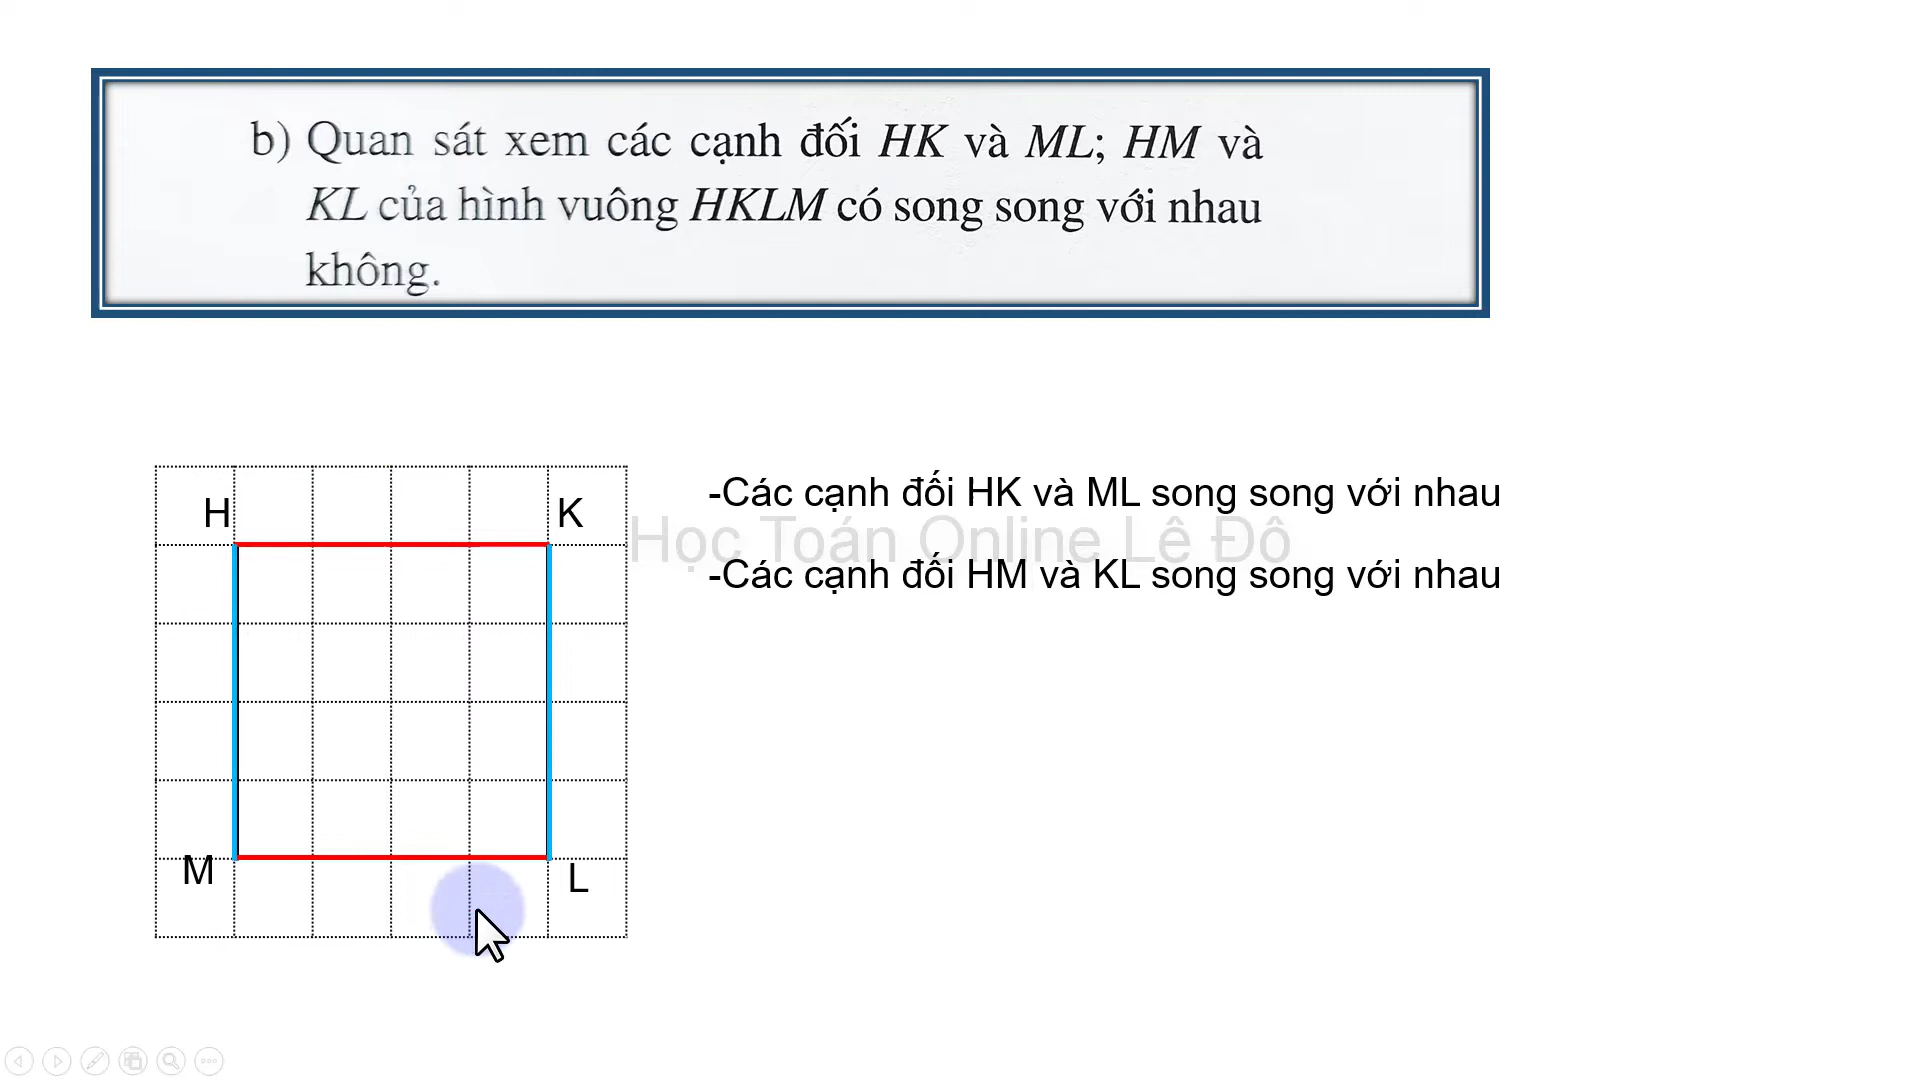 b) Quan sát xem các cạnh đối HK và ML; HM và
KL của hình vuông HKLM có song song với nhau
không.
H
K
-Các cạnh đối HK và ML song song với nhau
Học Toán Online Lê Đô
-Các cạnh đối HM và KL song song với nhau
M
L